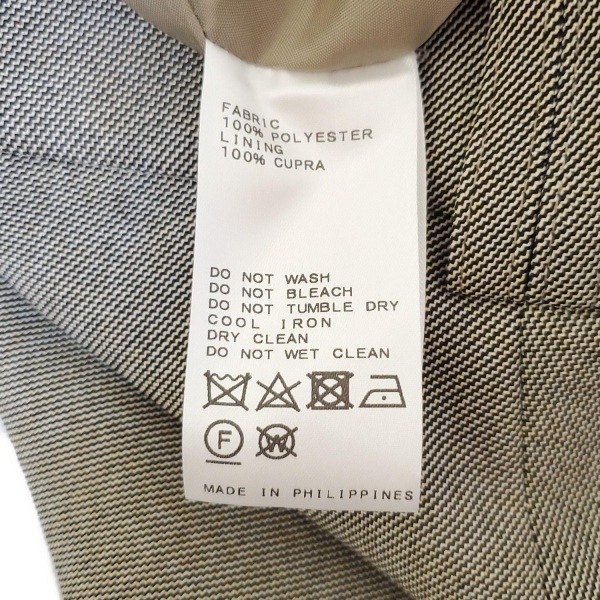 FABRIC
100% POLYESTER
LINING
100% CUPRA
DO NOT WASH
DO NOT BLEACH
DO NOT TUMBLE DRY
COOL IRON
DRY CLEAN
DO NOT WET CLEAN
F W
MADE IN PHILIPPINES